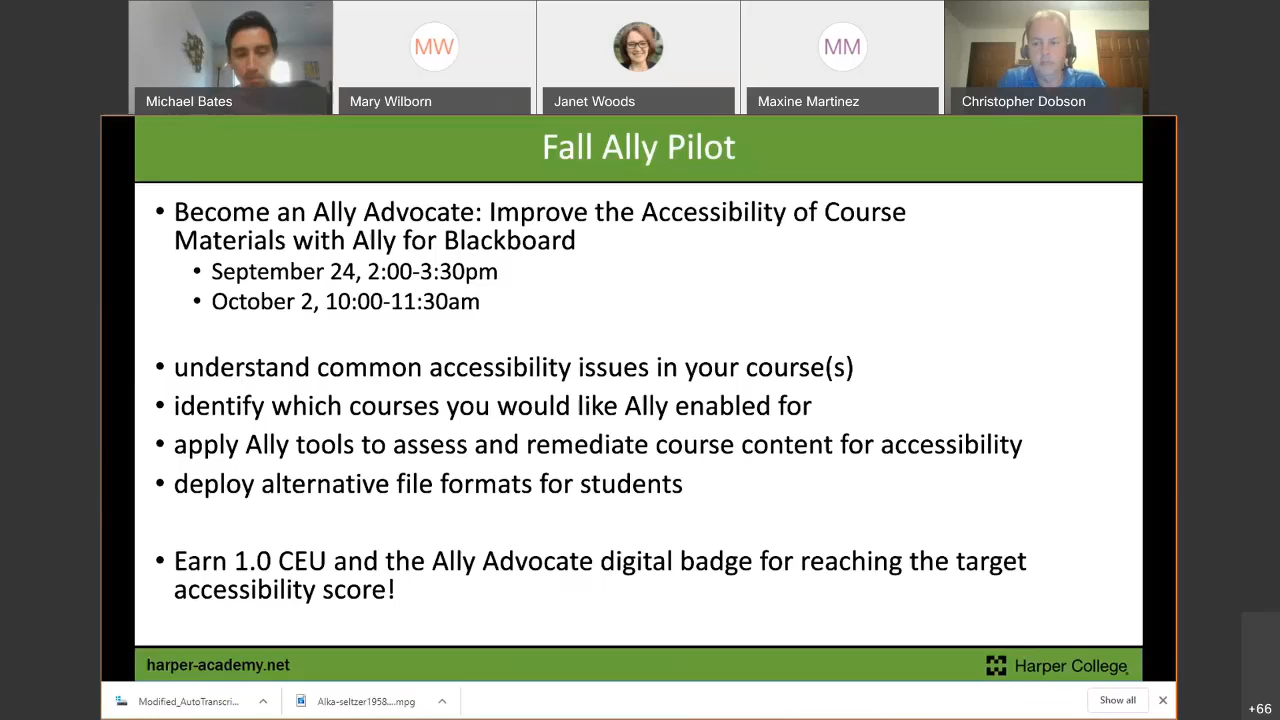 MW
MM
Michael Bates
Mary Wilborn
Janet Woods
Maxine Martinez
Christopher Dobson
Fall Ally Pilot
• Become an Ally Advocate: Improve the Accessibility of Course
Materials with Ally for Blackboard
• September 24, 2:00-3:30pm
• October 2, 10:00-11:30am
• understand common accessibility issues in your course(s)
• identify which courses you would like Ally enabled for
• apply Ally tools to assess and remediate course content for accessibility
• deploy alternative file formats for students
• Earn 1.0 CEU and the Ally Advocate digital badge for reaching the target
accessibility score!
harper-academy.net
Harper College
Modified_AutoTranscri...
Alka-seltzer1958....mpg
Show all
+66